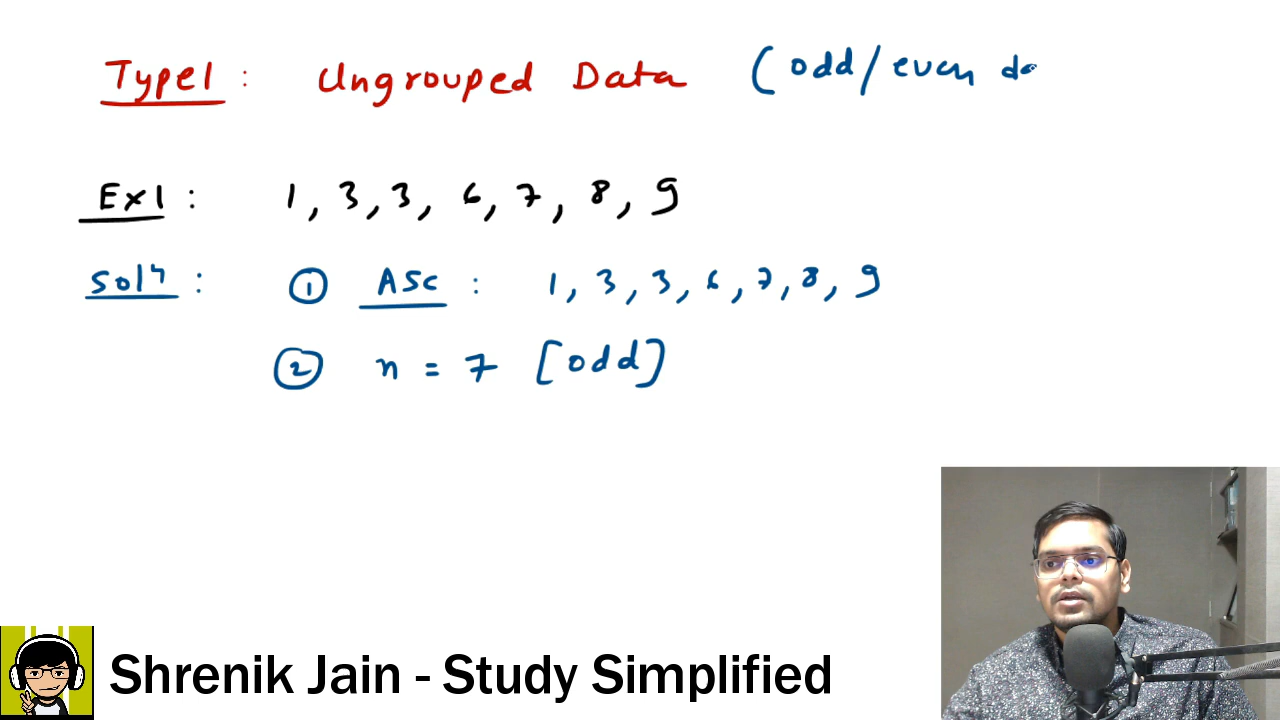 Type1 : Ungrouped Data (odd/even da
Ex1 : 1, 3, 3, 6, 7, 8, 9
Soln : ① ASC : 1, 3, 3, 6, 7, 8, 9
② n = 7 [odd]
Shrenik Jain - Study Simplified